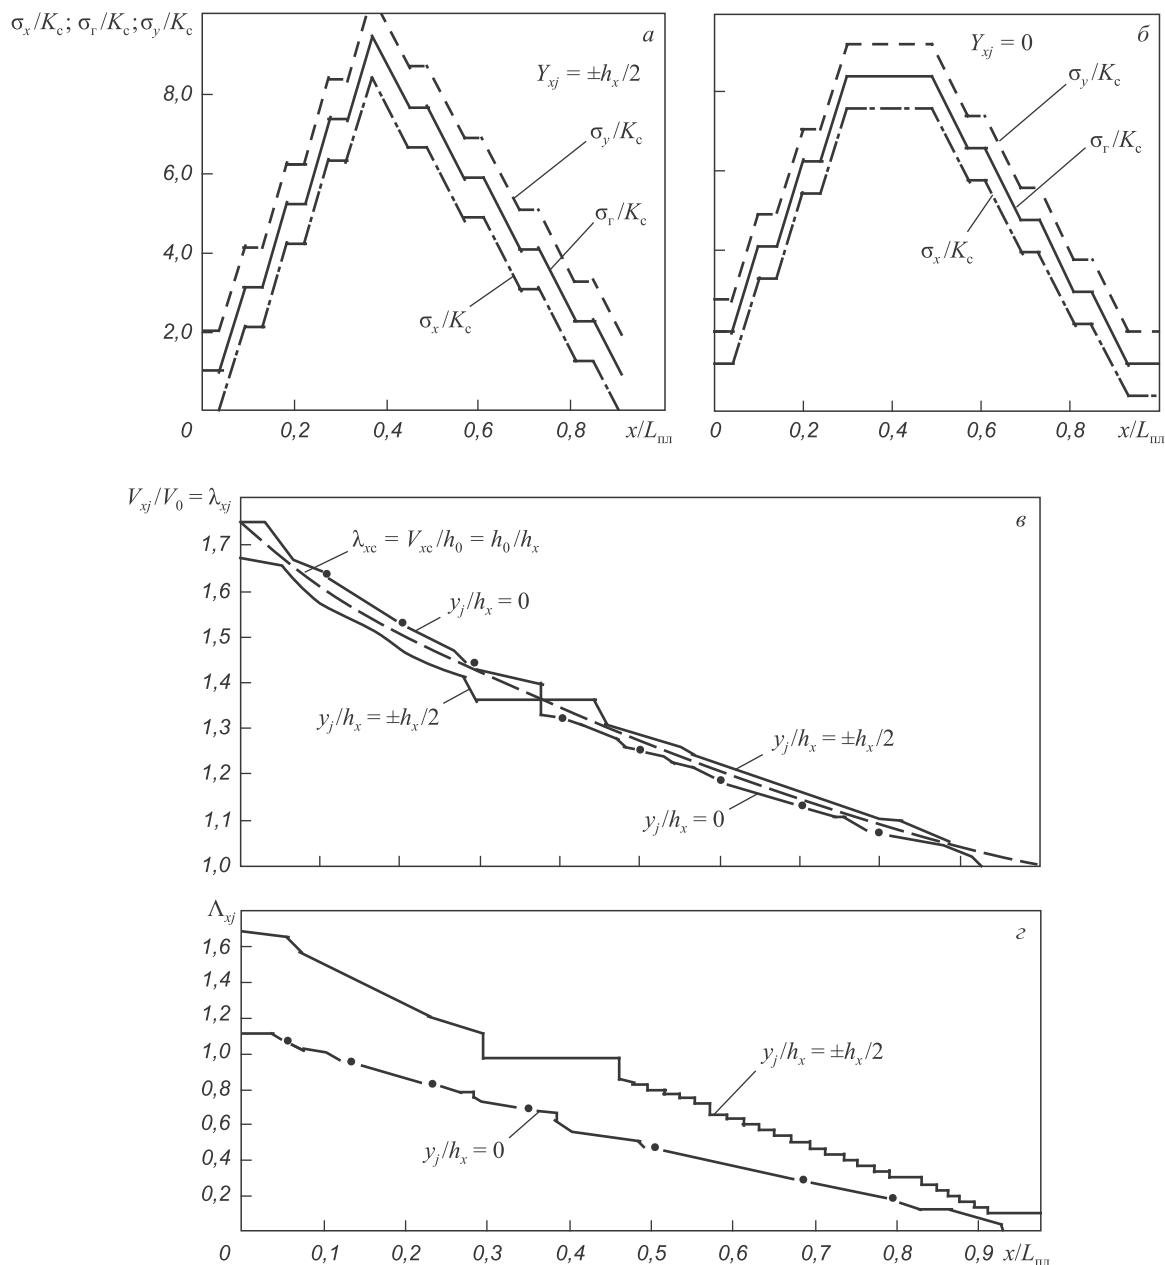 σx/Kc; σг/Kc; σy/Kc
а
Yxj = ±hx/2
8,0
σy/Kc
6,0
σг/Kc
4,0
σx/Kc
2,0
0 0,2 0,4 0,6 0,8 x/Lпл
б
Yxj = 0
σy/Kc
σг/Kc
σx/Kc
0 0,2 0,4 0,6 0,8 x/Lпл
Vxj/V0 = λxj
в
1,7
λxc = Vxc/h0 = h0/hx
1,6
yj/hx = 0
1,5
1,4
yj/hx = ±hx/2
1,3
yj/hx = ±hx/2
1,2
yj/hx = 0
1,1
1,0
Λxj
г
1,6
1,4
1,2
1,0
yj/hx = ±hx/2
0,8
0,6
yj/hx = 0
0,4
0,2
0 0,1 0,2 0,3 0,4 0,5 0,6 0,7 0,8 0,9 x/Lпл